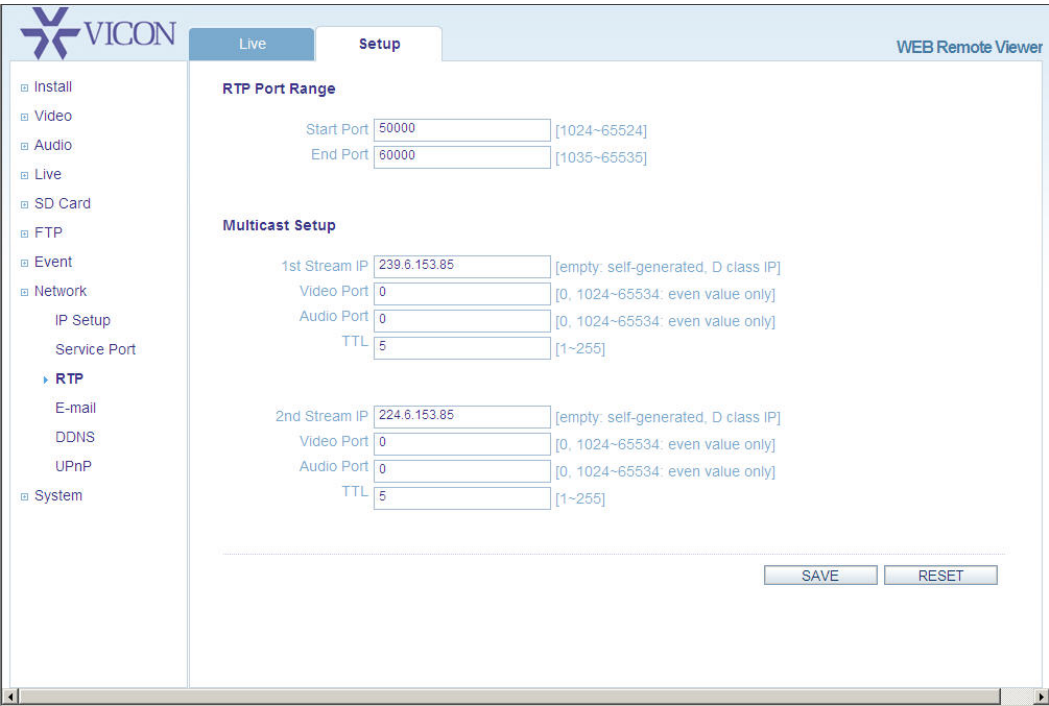 VICON
Live
Setup
WEB Remote Viewer
Install
Video
Audio
Live
SD Card
FTP
Event
Network
IP Setup
Service Port
RTP
E-mail
DDNS
UPnP
System
RTP Port Range
Start Port 50000 [1024~65524]
End Port 60000 [1035~65535]
Multicast Setup
1st Stream IP 239.6.153.85 [empty: self-generated, D class IP]
Video Port 0 [0, 1024~65534: even value only]
Audio Port 0 [0, 1024~65534: even value only]
TTL 5 [1~255]
2nd Stream IP 224.6.153.85 [empty: self-generated, D class IP]
Video Port 0 [0, 1024~65534: even value only]
Audio Port 0 [0, 1024~65534: even value only]
TTL 5 [1~255]
SAVE RESET